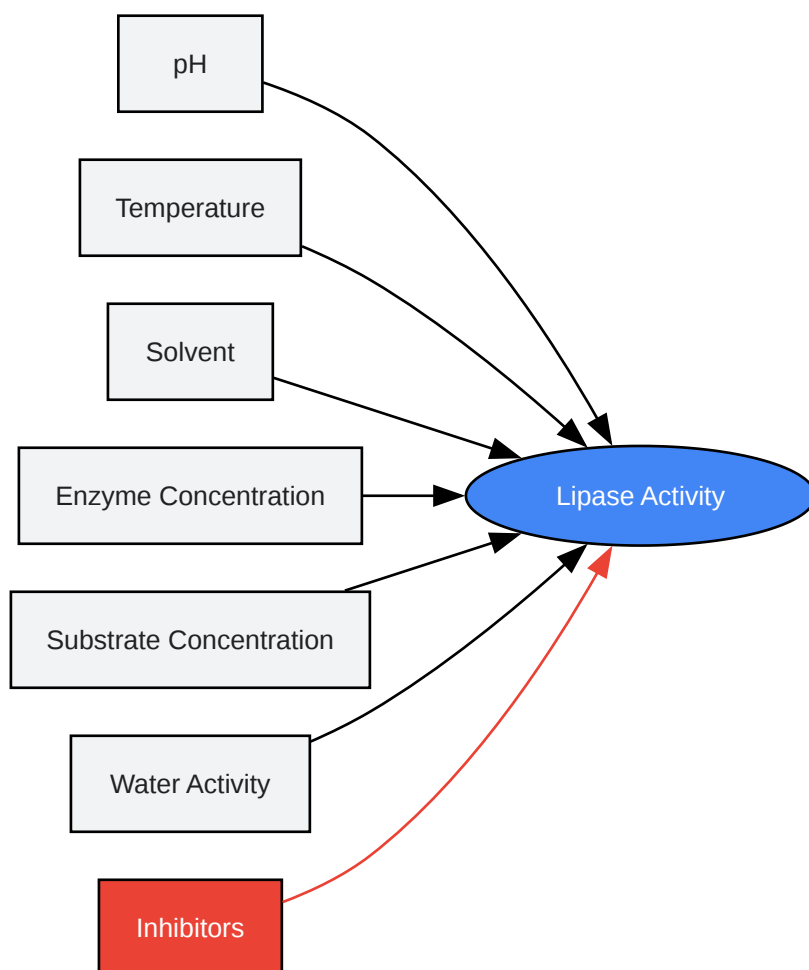 pH
Temperature
Solvent
Enzyme Concentration
Lipase Activity
Substrate Concentration
Water Activity
Inhibitors